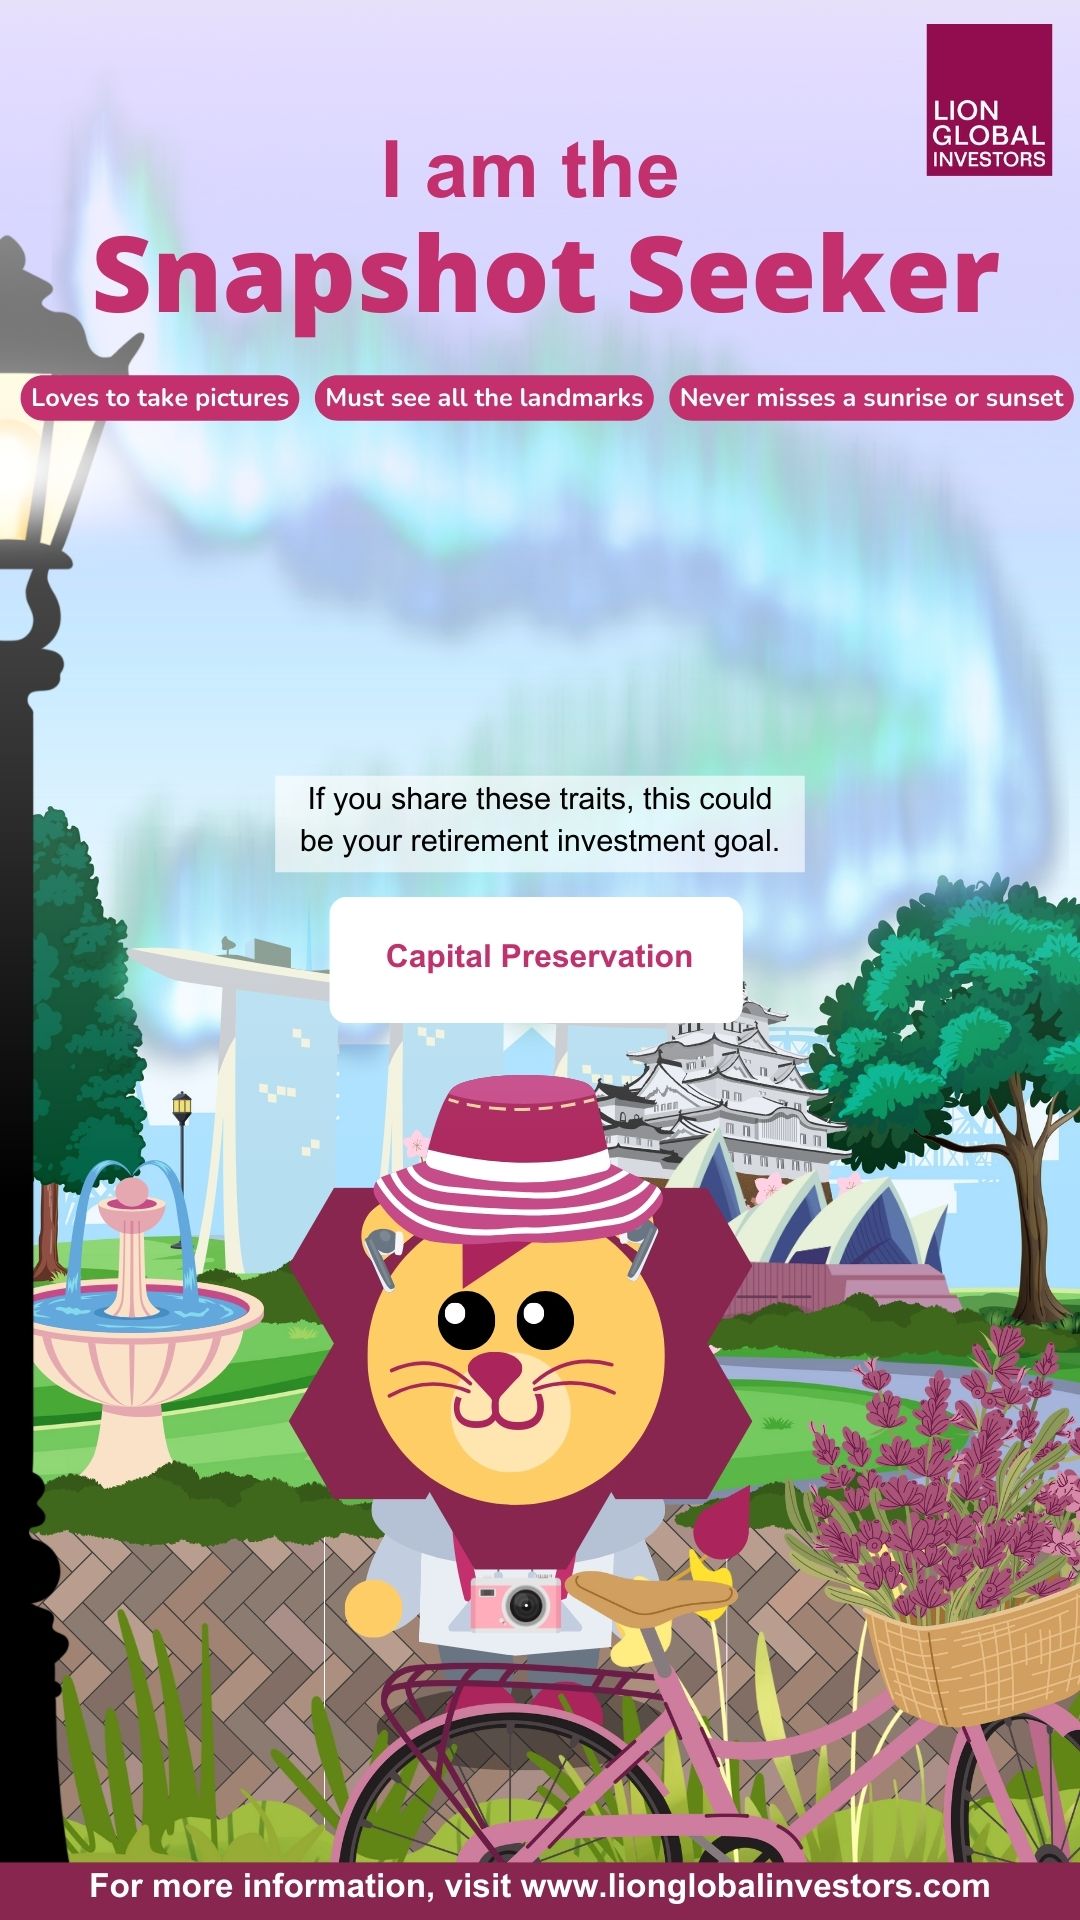 LION
GLOBAL
INVESTORS
I am the
Snapshot Seeker
Loves to take pictures
Must see all the landmarks
Never misses a sunrise or sunset
If you share these traits, this could
be your retirement investment goal.
Capital Preservation
For more information, visit www.lionglobalinvestors.com